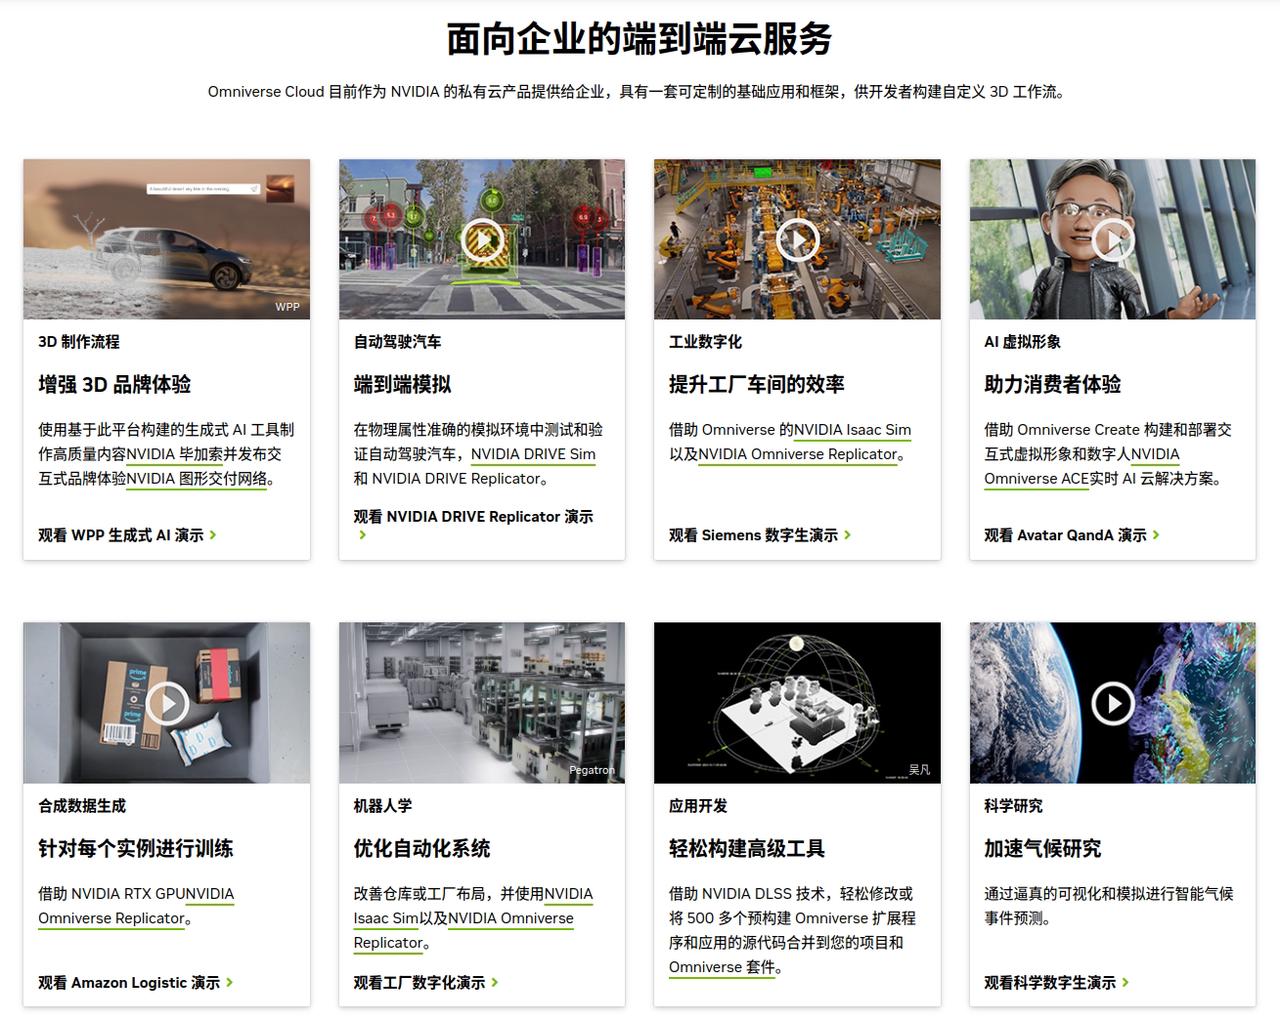 面向企业的端到端云服务
Omniverse Cloud 目前作为 NVIDIA 的私有云产品提供给企业，具有一套可定制的基础应用和框架，供开发者构建自定义 3D 工作流。
WPP
3D 制作流程
增强 3D 品牌体验
使用基于此平台构建的生成式 AI 工具制
作高质量内容NVIDIA 毕加索并发布交
互式品牌体验NVIDIA 图形交付网络。
观看 WPP 生成式 AI 演示
自动驾驶汽车
端到端模拟
在物理属性准确的模拟环境中测试和验
证自动驾驶汽车，NVIDIA DRIVE Sim
和 NVIDIA DRIVE Replicator。
观看 NVIDIA DRIVE Replicator 演示
工业数字化
提升工厂车间的效率
借助 Omniverse 的NVIDIA Isaac Sim
以及NVIDIA Omniverse Replicator。
观看 Siemens 数字生演示
AI 虚拟形象
助力消费者体验
借助 Omniverse Create 构建和部署交
互式虚拟形象和数字人NVIDIA
Omniverse ACE实时 AI 云解决方案。
观看 Avatar QandA 演示
prime
prime
合成数据生成
针对每个实例进行训练
借助 NVIDIA RTX GPUNVIDIA
Omniverse Replicator。
观看 Amazon Logistic 演示
Pegatron
机器人学
优化自动化系统
改善仓库或工厂布局，并使用NVIDIA
Isaac Sim以及NVIDIA Omniverse
Replicator。
观看工厂数字化演示
吴凡
应用开发
轻松构建高级工具
借助 NVIDIA DLSS 技术，轻松修改或
将 500 多个预构建 Omniverse 扩展程
序和应用的源代码合并到您的项目和
Omniverse 套件。
科学研究
加速气候研究
通过逼真的可视化和模拟进行智能气候
事件预测。
观看科学数字生演示